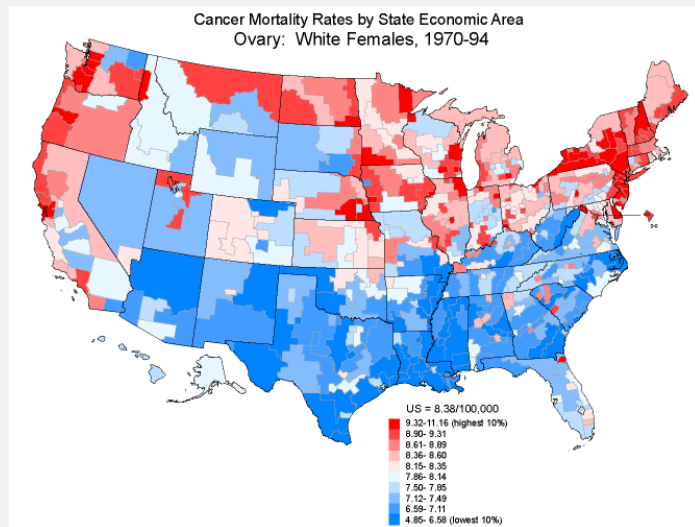 Cancer Mortality Rates by State Economic Area
Ovary: White Females, 1970-94
US = 8.38/100,000
9.32-11.16 (highest 10%)
8.90- 9.31
8.61- 8.89
8.36- 8.60
8.15- 8.35
7.86- 8.14
7.50- 7.85
7.12- 7.49
6.59- 7.11
4.85- 6.58 (lowest 10%)